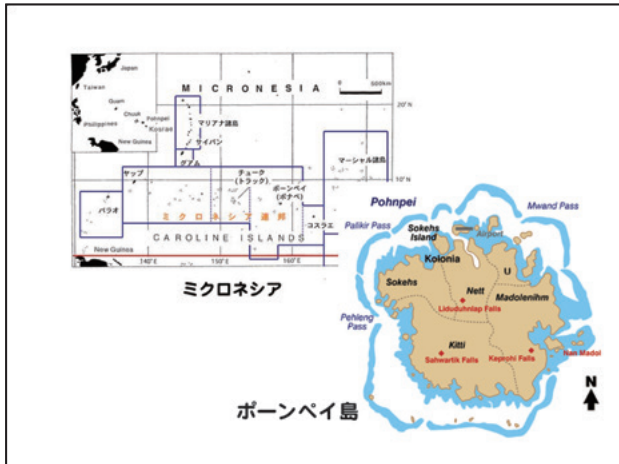 Japan
Taiwan
Guam
Philippines
Chuuk
Pohnpei
Kosrae
New Guinea
MICRONESIA
0 600km
20°N
マリアナ諸島
サイパン
グアム
マーシャル諸島
ヤップ
10°N
チューク
(トラック)
ポーンペイ
(ポナペ)
パラオ
ミクロネシア連邦
コスラエ
CAROLINE ISLANDS
New Guinea
140°E
150°E
160°E
ミクロネシア
Pohnpei
Mwand Pass
Palikir Pass
Sokehs
Island
Airport
Kolonia
U
Sokehs
Nett
Madolenihm
Liduduhniap Falls
Pehleng
Pass
Kitti
Sahwartik Falls
Kepirohi Falls
Nan Madol
N
ポーンペイ島